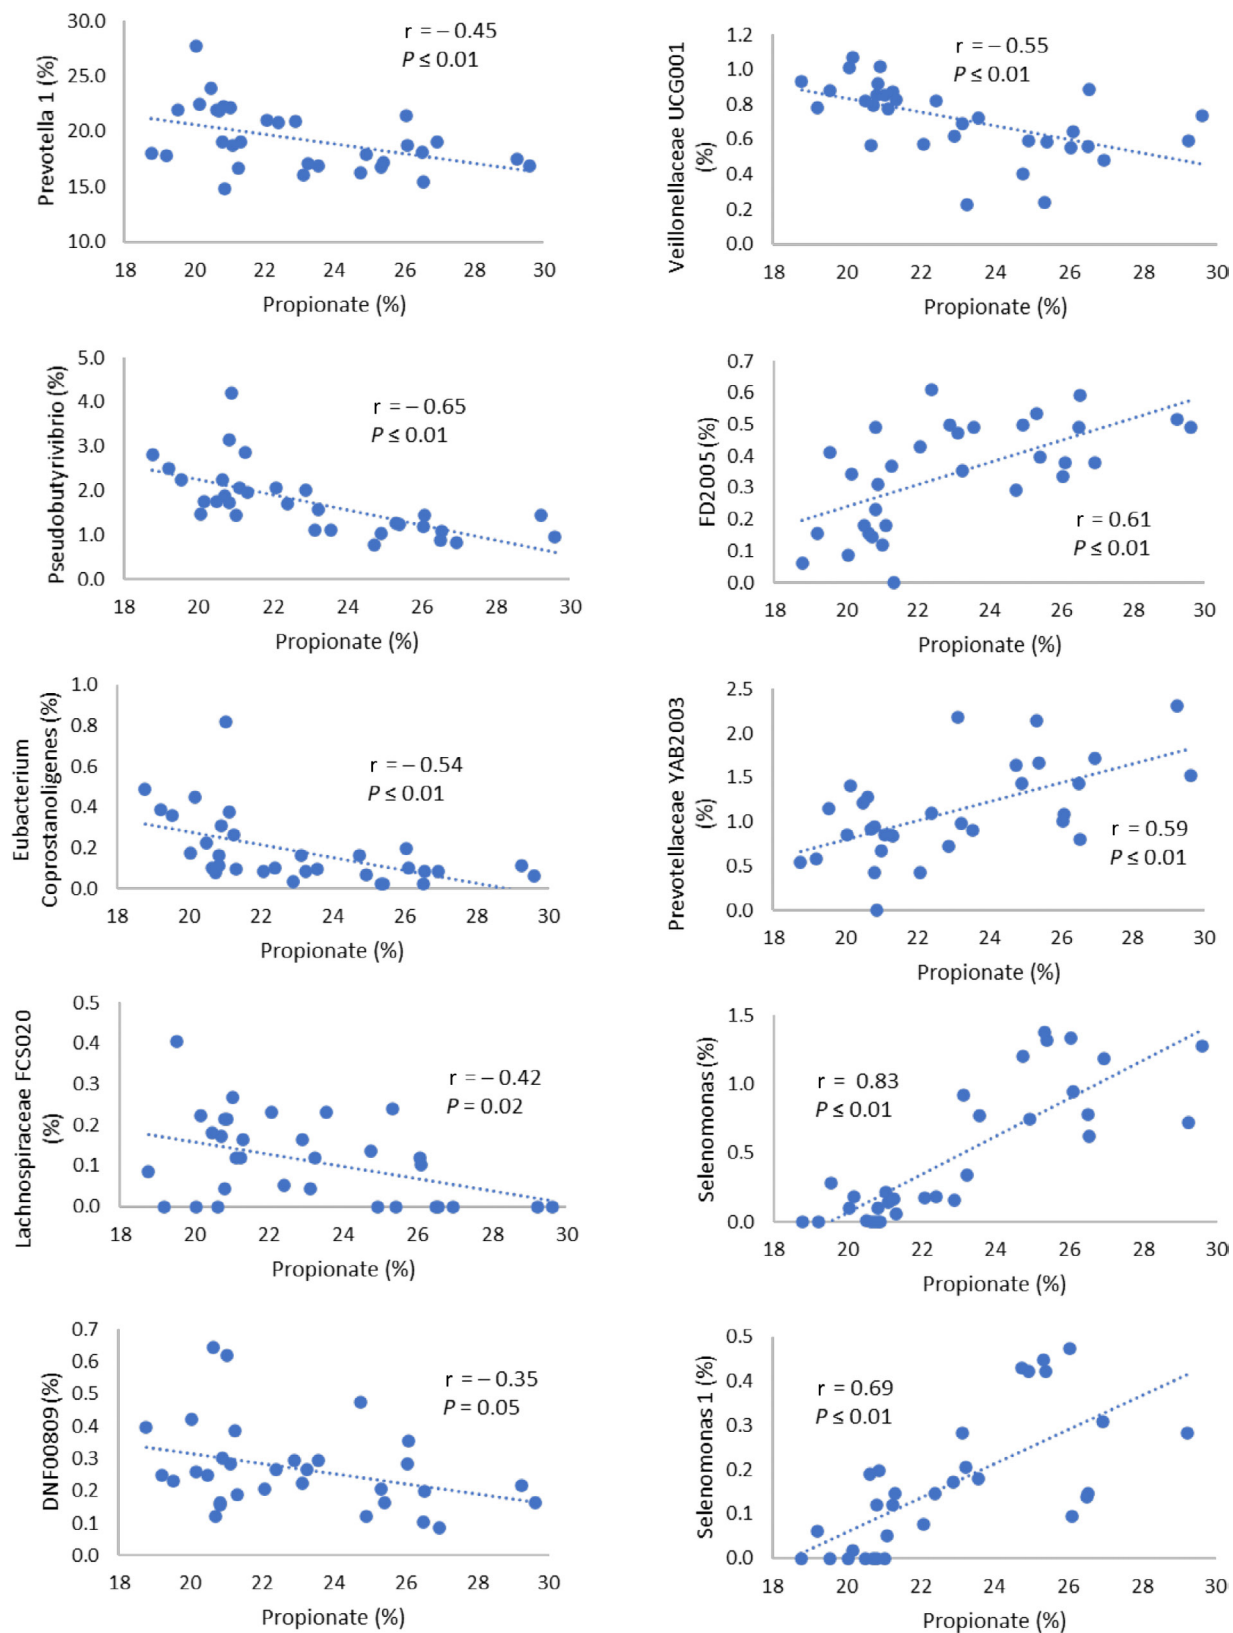 30.0
25.0
20.0
15.0
10.0
Prevotella 1 (%)
r = – 0.45
P ≤ 0.01
18 20 22 24 26 28 30
Propionate (%)
1.2
1.0
0.8
0.6
0.4
0.2
0.0
Veillonellaceae UCG001
(%)
r = – 0.55
P ≤ 0.01
18 20 22 24 26 28 30
Propionate (%)
5.0
4.0
3.0
2.0
1.0
0.0
Pseudobutyrivibrio (%)
r = – 0.65
P ≤ 0.01
18 20 22 24 26 28 30
Propionate (%)
0.7
0.6
0.5
0.4
0.3
0.2
0.1
0.0
FD2005 (%)
r = 0.61
P ≤ 0.01
18 20 22 24 26 28 30
Propionate (%)
1.0
0.8
0.6
0.4
0.2
0.0
Eubacterium
Coprostanoligenes (%)
r = – 0.54
P ≤ 0.01
18 20 22 24 26 28 30
Propionate (%)
2.5
2.0
1.5
1.0
0.5
0.0
Prevotellaceae YAB2003
(%)
r = 0.59
P ≤ 0.01
18 20 22 24 26 28 30
Propionate (%)
0.5
0.4
0.3
0.2
0.1
0.0
Lachnospiraceae FCS020
(%)
r = – 0.42
P = 0.02
18 20 22 24 26 28 30
Propionate (%)
1.5
1.0
0.5
0.0
Selenomonas (%)
r = 0.83
P ≤ 0.01
18 20 22 24 26 28 30
Propionate (%)
0.7
0.6
0.5
0.4
0.3
0.2
0.1
0.0
DNF00809 (%)
r = – 0.35
P = 0.05
18 20 22 24 26 28 30
Propionate (%)
0.5
0.4
0.3
0.2
0.1
0.0
Selenomonas 1 (%)
r = 0.69
P ≤ 0.01
18 20 22 24 26 28 30
Propionate (%)